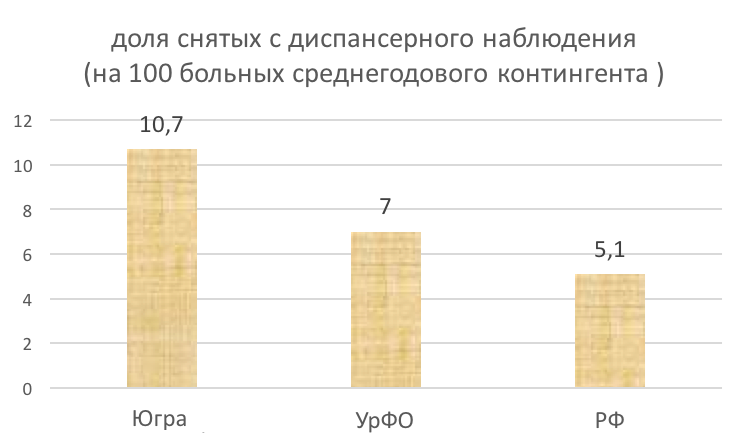 доля снятых с диспансерного наблюдения
(на 100 больных среднегодового контингента )
12
10,7
10
8
7
6
5,1
4
2
0
Югра
УрФО
РФ